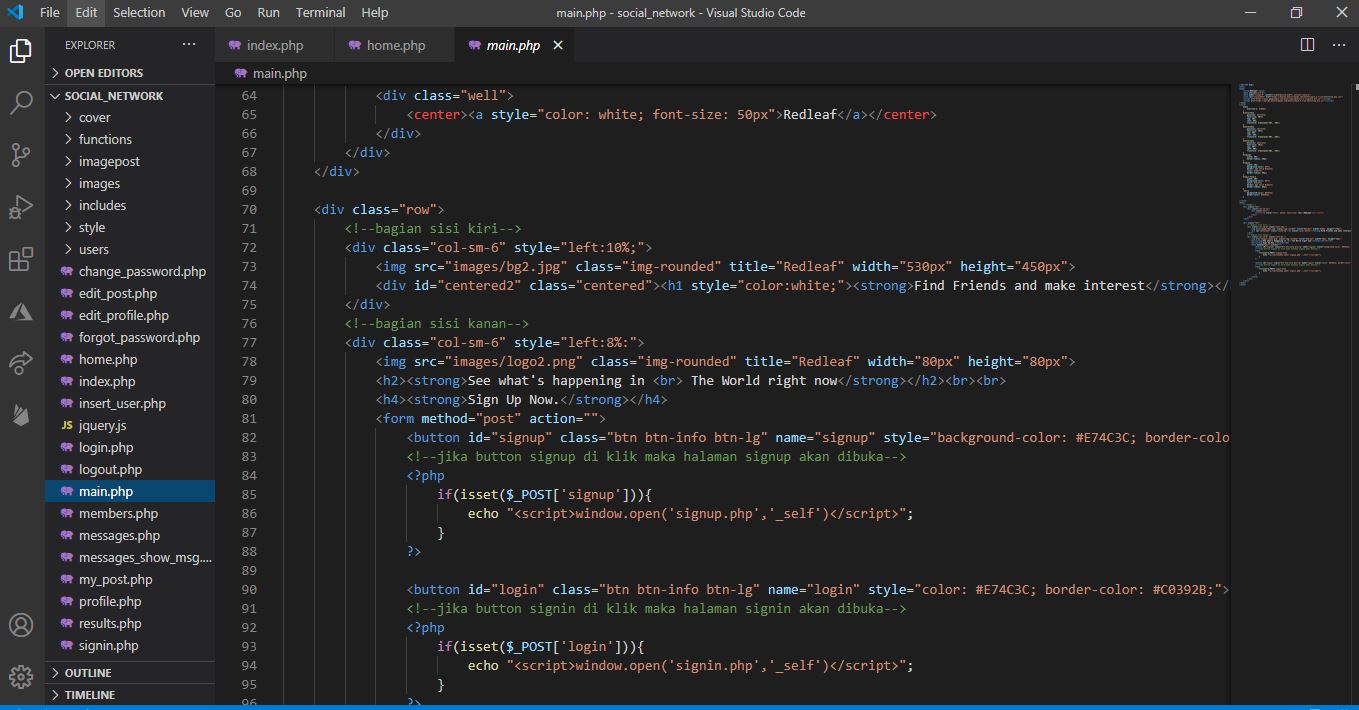 File Edit Selection View Go Run Terminal Help main.php - social_network - Visual Studio Code
EXPLORER
OPEN EDITORS
SOCIAL_NETWORK
cover
functions
imagepost
images
includes
style
users
change_password.php
edit_post.php
edit_profile.php
forgot_password.php
home.php
index.php
insert_user.php
JS jquery.js
login.php
logout.php
main.php
members.php
messages.php
messages_show_msg....
my_post.php
profile.php
results.php
signin.php
OUTLINE
TIMELINE
index.php home.php main.php
main.php
64 <div class="well">
65 <center><a style="color: white; font-size: 50px">Redleaf</a></center>
66 </div>
67 </div>
68 </div>
69
70 <div class="row">
71 <!--bagian sisi kiri-->
72 <div class="col-sm-6" style="left:10%;">
73 <img src="images/bg2.jpg" class="img-rounded" title="Redleaf" width="530px" height="450px">
74 <div id="centered2" class="centered"><h1 style="color:white;"><strong>Find Friends and make interest</strong></
75 </div>
76 <!--bagian sisi kanan-->
77 <div class="col-sm-6" style="left:8%:">
78 <img src="images/logo2.png" class="img-rounded" title="Redleaf" width="80px" height="80px">
79 <h2><strong>See what's happening in <br> The World right now</strong></h2><br><br>
80 <h4><strong>Sign Up Now.</strong></h4>
81 <form method="post" action="">
82 <button id="signup" class="btn btn-info btn-lg" name="signup" style="background-color: #E74C3C; border-colo
83 <!--jika button signup di klik maka halaman signup akan dibuka-->
84 <?php
85 if(isset($_POST['signup'])){
86 echo "<script>window.open('signup.php','_self')</script>";
87 }
88 ?>
89
90 <button id="login" class="btn btn-info btn-lg" name="login" style="color: #E74C3C; border-color: #C0392B;">
91 <!--jika button signin di klik maka halaman signin akan dibuka-->
92 <?php
93 if(isset($_POST['login'])){
94 echo "<script>window.open('signin.php','_self')</script>";
95 }
96 ?>